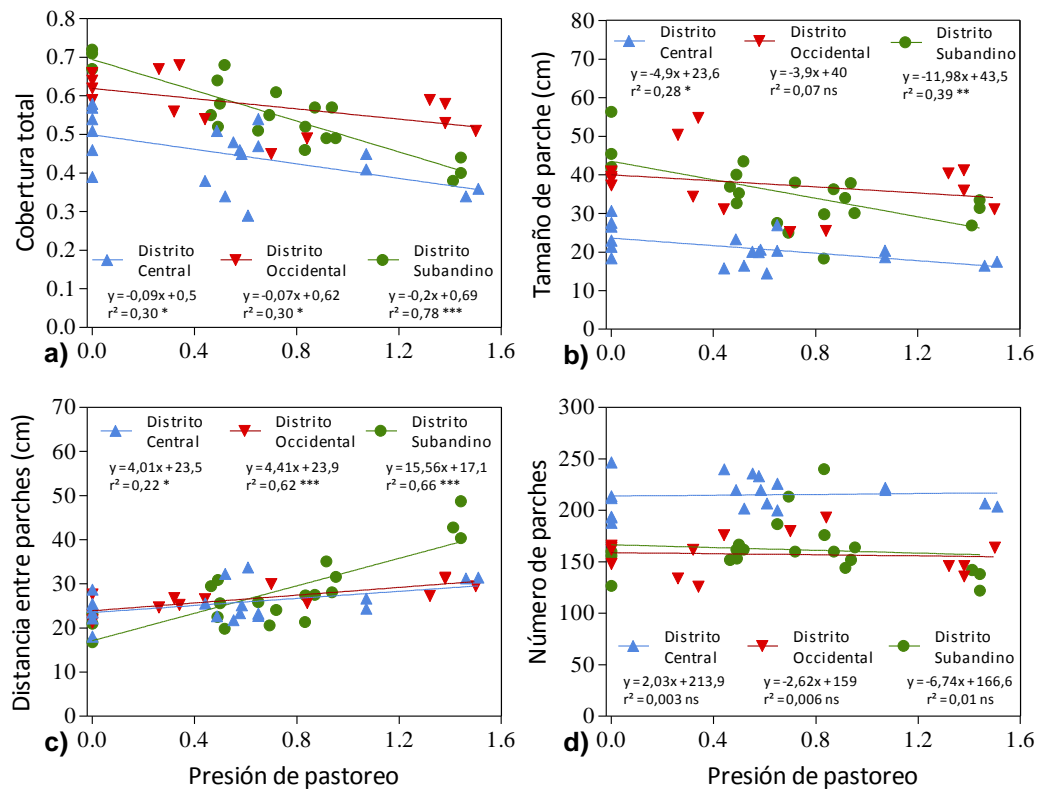 0.8
0.7
0.6
0.5
0.4
0.3
0.2
0.1
0.0
Cobertura total
Distrito Central
Distrito Occidental
Distrito Subandino
y=-0,09x+0,5
r² =0,30 *
y=-0,07x+0,62
r² =0,30 *
y=-0,2x+0,69
r² =0,78 ***
a)
0.0 0.4 0.8 1.2 1.6
80
70
60
50
40
30
20
10
0
Tamaño de parche (cm)
Distrito Central
Distrito Occidental
Distrito Subandino
y=-4,9x+23,6
r² =0,28 *
y=-3,9x+40
r² =0,07 ns
y=-11,98x+43,5
r² =0,39 **
b)
0.0 0.4 0.8 1.2 1.6
70
60
50
40
30
20
10
0
Distancia entre parches (cm)
Distrito Central
Distrito Occidental
Distrito Subandino
y=4,01x+23,5
r² =0,22 *
y=4,41x+23,9
r² =0,62 ***
y=15,56x+17,1
r² =0,66 ***
c)
0.0 0.4 0.8 1.2 1.6
Presión de pastoreo
300
250
200
150
100
50
0
Número de parches
Distrito Central
Distrito Occidental
Distrito Subandino
y=2,03x+213,9
r² =0,003 ns
y=-2,62x+159
r² =0,006 ns
y=-6,74x+166,6
r² =0,01 ns
d)
0.0 0.4 0.8 1.2 1.6
Presión de pastoreo